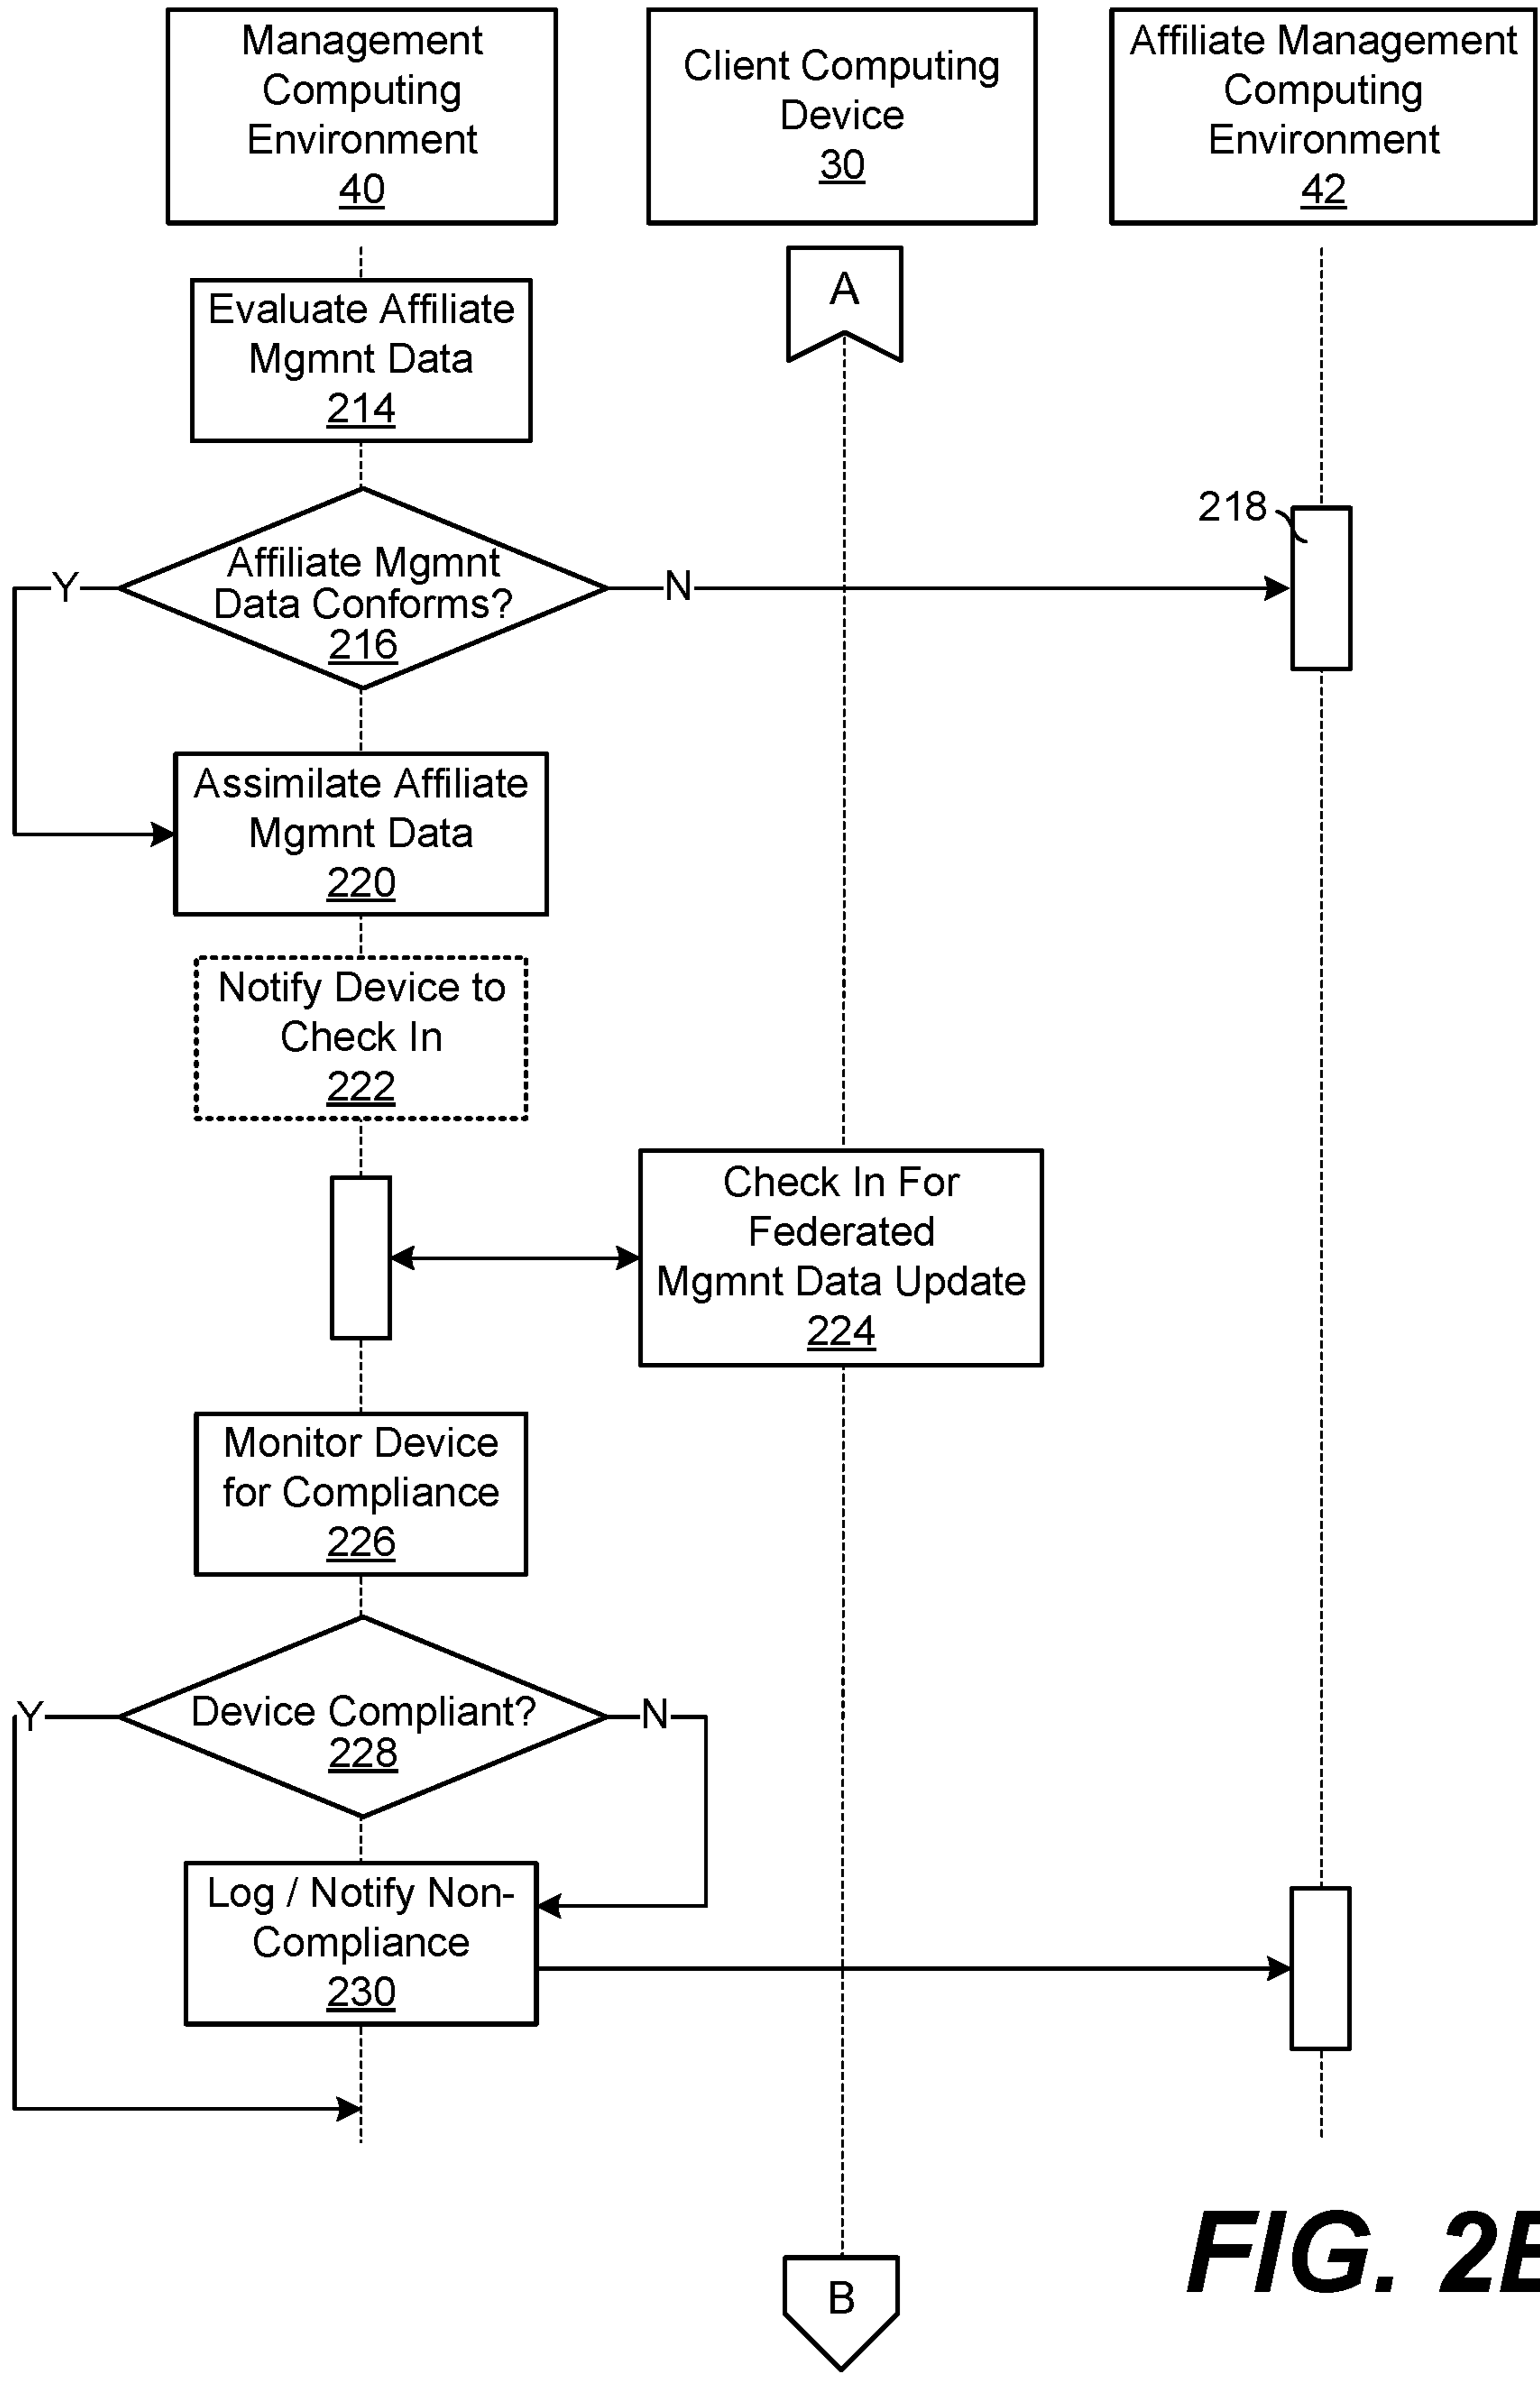 Management
Computing
Environment
40
Client Computing
Device
30
Affiliate Management
Computing
Environment
42
A
Evaluate Affiliate
Mgmnt Data
214
218
Affiliate Mgmnt
Data Conforms?
216
Y
N
Assimilate Affiliate
Mgmnt Data
220
Notify Device to
Check In
222
Check In For
Federated
Mgmnt Data Update
224
Monitor Device
for Compliance
226
Device Compliant?
228
Y
N
Log / Notify Non-
Compliance
230
B
FIG.